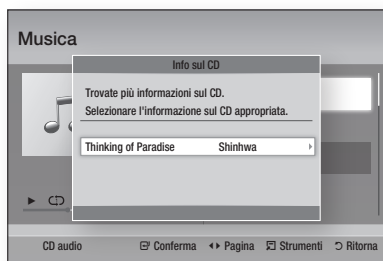 Musica
Info sul CD
Trovate più informazioni sul CD.
Selezionare l'informazione sul CD appropriata.
Thinking of Paradise Shinhwa
CD audio Conferma Pagina Strumenti Ritorna